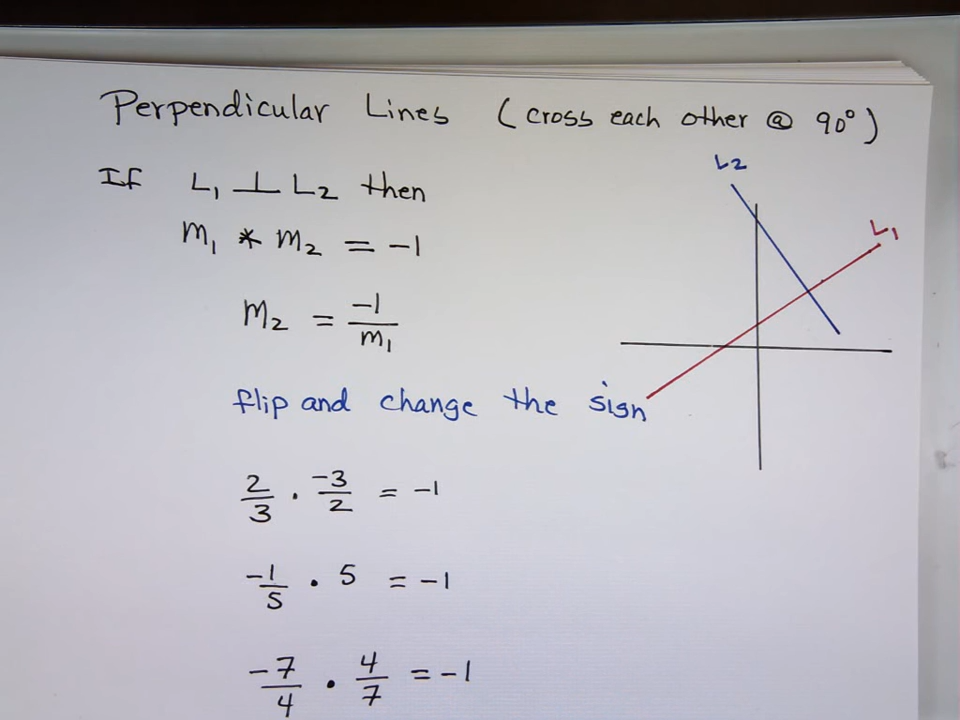 Perpendicular Lines (cross each other @ 90°)
If L₁ ⊥ L₂ then
m₁ * m₂ = -1
m₂ = -1/m₁
flip and change the sign
2/3 · -3/2 = -1
-1/5 · 5 = -1
-7/4 · 4/7 = -1
L2
L₁